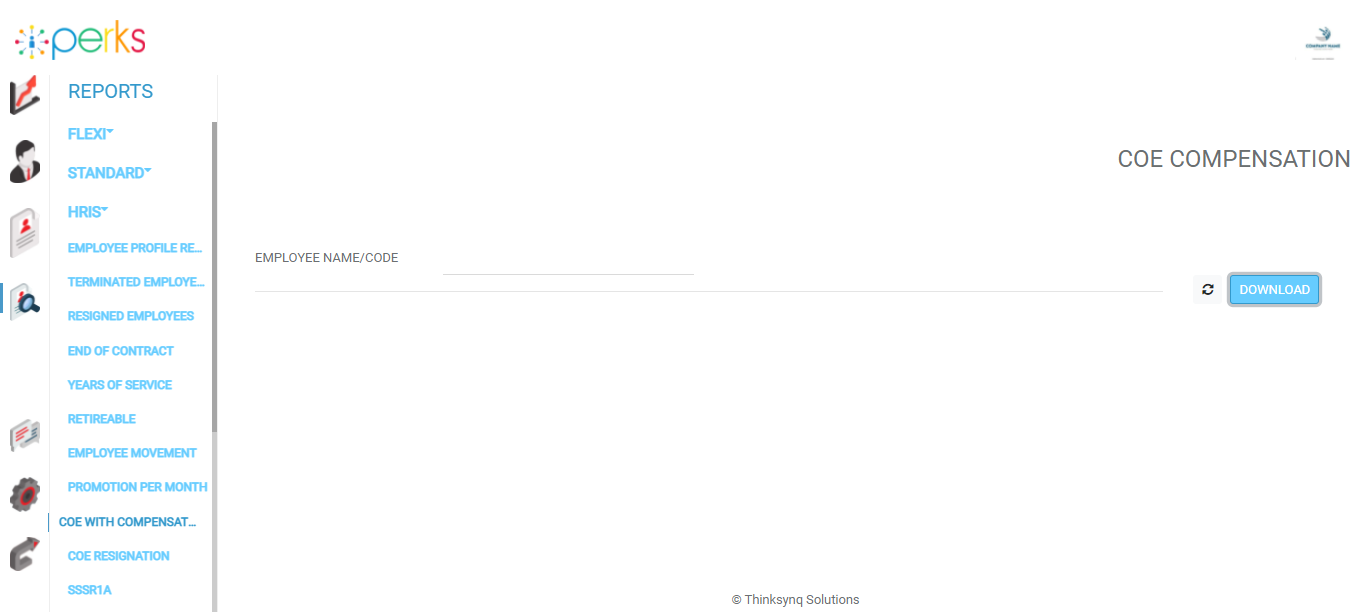 perks
COMPANY NAME
REPORTS
FLEXI
STANDARD
HRIS
EMPLOYEE PROFILE RE...
TERMINATED EMPLOYE...
RESIGNED EMPLOYEES
END OF CONTRACT
YEARS OF SERVICE
RETIREABLE
EMPLOYEE MOVEMENT
PROMOTION PER MONTH
COE WITH COMPENSAT...
COE RESIGNATION
SSSR1A
COE COMPENSATION
EMPLOYEE NAME/CODE
DOWNLOAD
© Thinksynq Solutions